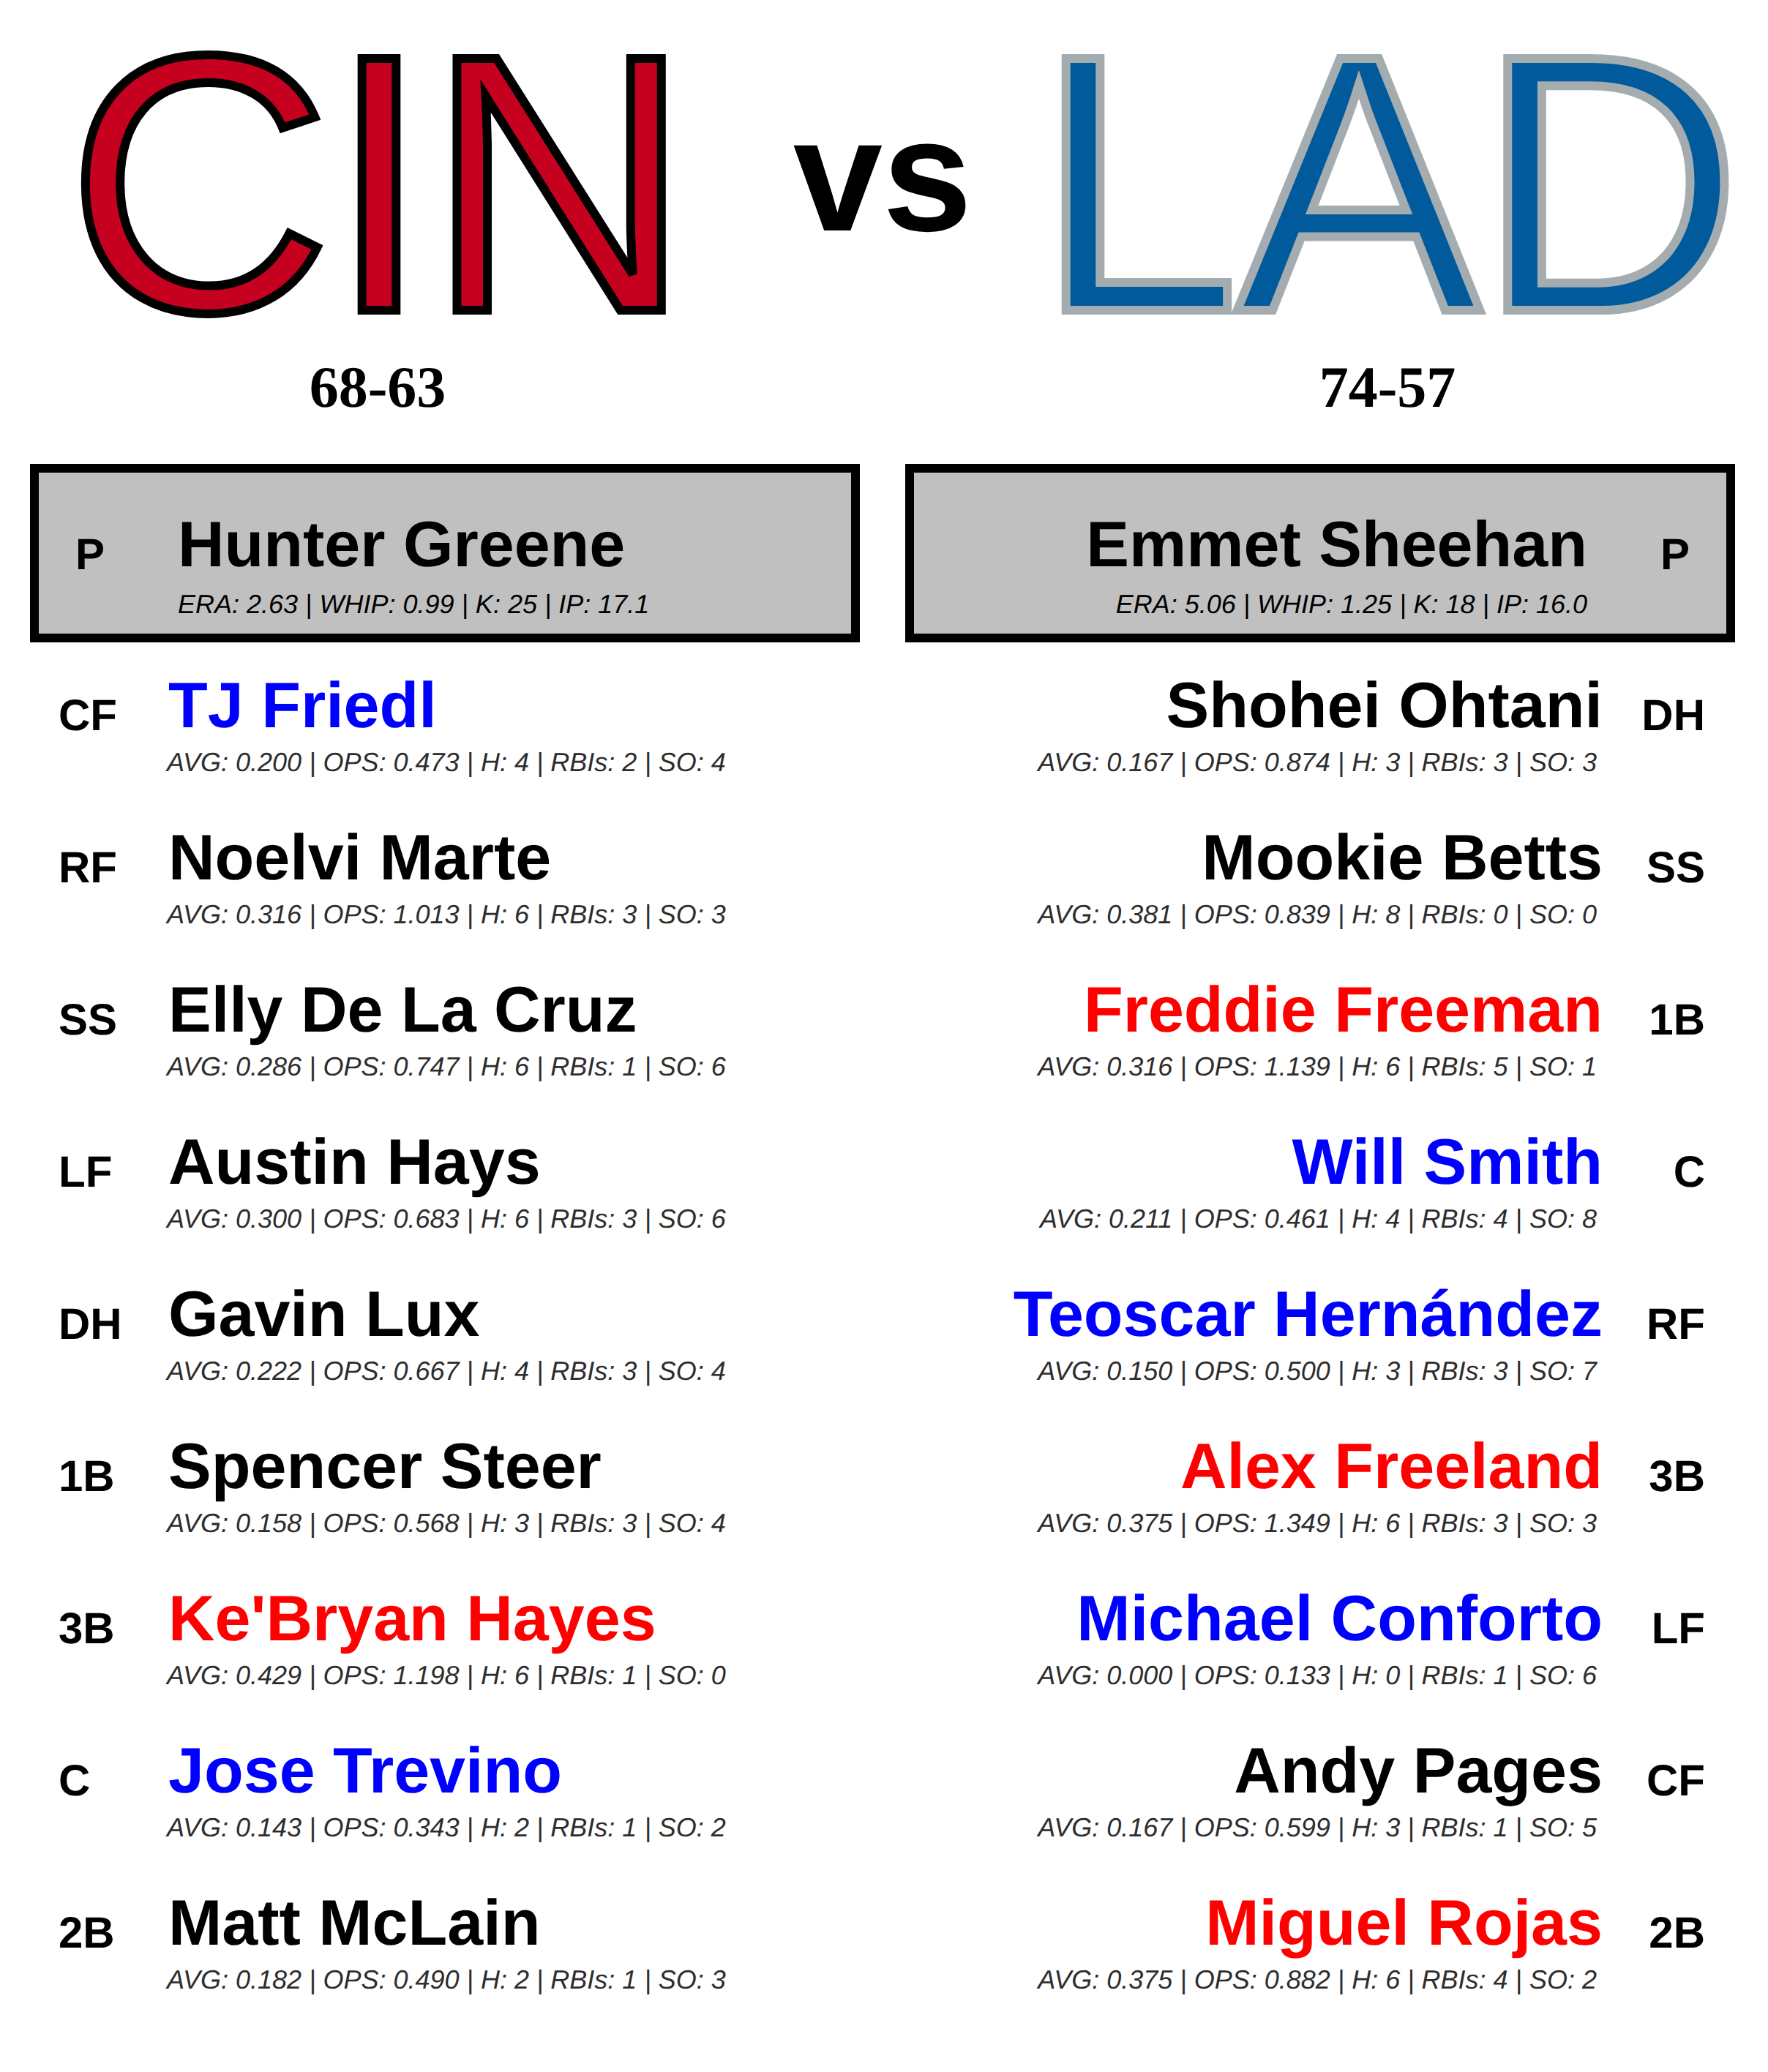 CIN vs LAD
68-63
74-57
P Hunter Greene
ERA: 2.63 | WHIP: 0.99 | K: 25 | IP: 17.1
Emmet Sheehan P
ERA: 5.06 | WHIP: 1.25 | K: 18 | IP: 16.0
CF TJ Friedl
AVG: 0.200 | OPS: 0.473 | H: 4 | RBIs: 2 | SO: 4
RF Noelvi Marte
AVG: 0.316 | OPS: 1.013 | H: 6 | RBIs: 3 | SO: 3
SS Elly De La Cruz
AVG: 0.286 | OPS: 0.747 | H: 6 | RBIs: 1 | SO: 6
LF Austin Hays
AVG: 0.300 | OPS: 0.683 | H: 6 | RBIs: 3 | SO: 6
DH Gavin Lux
AVG: 0.222 | OPS: 0.667 | H: 4 | RBIs: 3 | SO: 4
1B Spencer Steer
AVG: 0.158 | OPS: 0.568 | H: 3 | RBIs: 3 | SO: 4
3B Ke'Bryan Hayes
AVG: 0.429 | OPS: 1.198 | H: 6 | RBIs: 1 | SO: 0
C Jose Trevino
AVG: 0.143 | OPS: 0.343 | H: 2 | RBIs: 1 | SO: 2
2B Matt McLain
AVG: 0.182 | OPS: 0.490 | H: 2 | RBIs: 1 | SO: 3
Shohei Ohtani DH
AVG: 0.167 | OPS: 0.874 | H: 3 | RBIs: 3 | SO: 3
Mookie Betts SS
AVG: 0.381 | OPS: 0.839 | H: 8 | RBIs: 0 | SO: 0
Freddie Freeman 1B
AVG: 0.316 | OPS: 1.139 | H: 6 | RBIs: 5 | SO: 1
Will Smith C
AVG: 0.211 | OPS: 0.461 | H: 4 | RBIs: 4 | SO: 8
Teoscar Hernández RF
AVG: 0.150 | OPS: 0.500 | H: 3 | RBIs: 3 | SO: 7
Alex Freeland 3B
AVG: 0.375 | OPS: 1.349 | H: 6 | RBIs: 3 | SO: 3
Michael Conforto LF
AVG: 0.000 | OPS: 0.133 | H: 0 | RBIs: 1 | SO: 6
Andy Pages CF
AVG: 0.167 | OPS: 0.599 | H: 3 | RBIs: 1 | SO: 5
Miguel Rojas 2B
AVG: 0.375 | OPS: 0.882 | H: 6 | RBIs: 4 | SO: 2